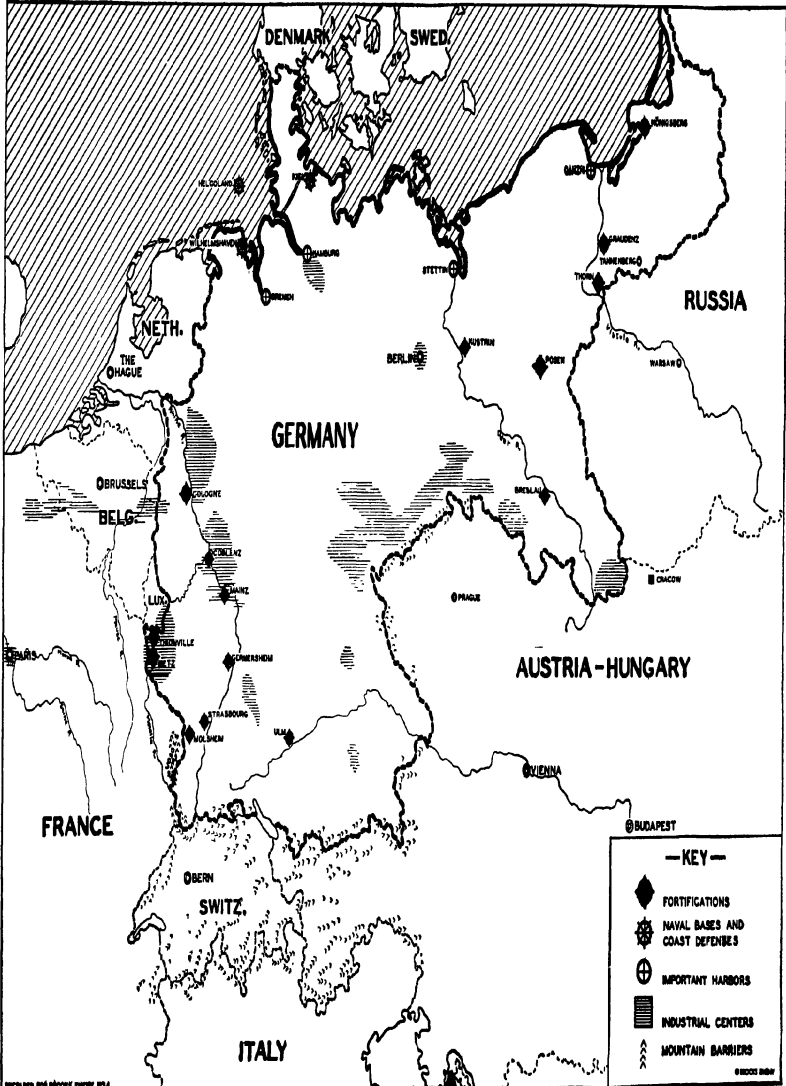 DENMARK
SWED.
KÖNIGSBERG
HELGOLAND
KIEL
GRAUDENZ
WILHELMSHAVEN
HAMBURG
TANNENBERG
STETTIN
THORN
BREMEN
RUSSIA
NETH.
KUSTRIN
THE
HAGUE
BERLIN
POSEN
WARSAW
GERMANY
BRUSSELS
COLOGNE
BRESLAU
BELG.
COBLENZ
CRACOW
MAINZ
PRAGUE
LUX.
THIONVILLE
PARIS
METZ
GERMERSHEIM
AUSTRIA-HUNGARY
STRASBOURG
MOLSHEIM
ULM
VIENNA
FRANCE
BUDAPEST
—KEY—
BERN
FORTIFICATIONS
SWITZ.
NAVAL BASES AND
COAST DEFENSES
IMPORTANT HARBORS
INDUSTRIAL CENTERS
ITALY
MOUNTAIN BARRIERS